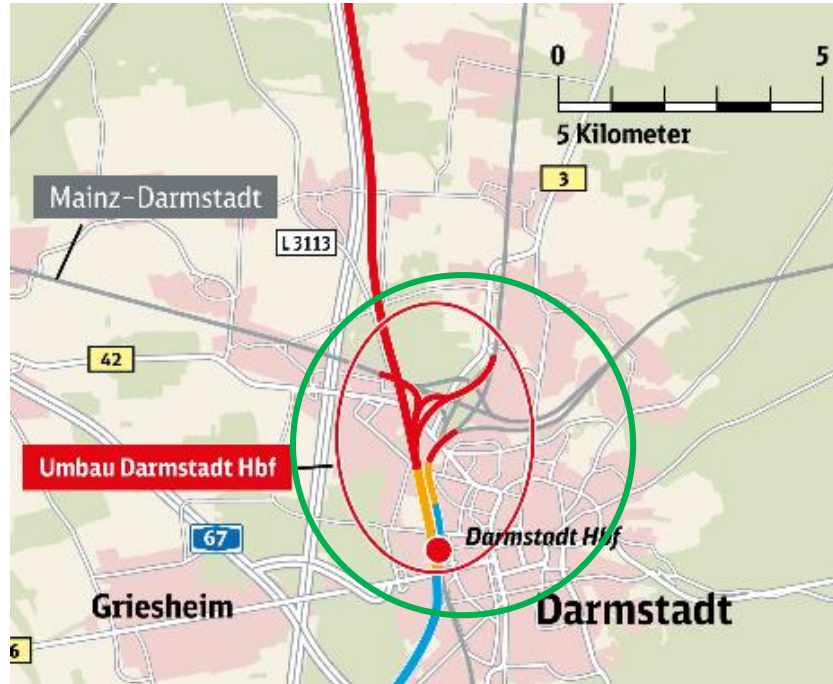 0 5
5 Kilometer
3
Mainz-Darmstadt
L 3113
42
Umbau Darmstadt Hbf
67
Darmstadt Hbf
Griesheim
Darmstadt
6